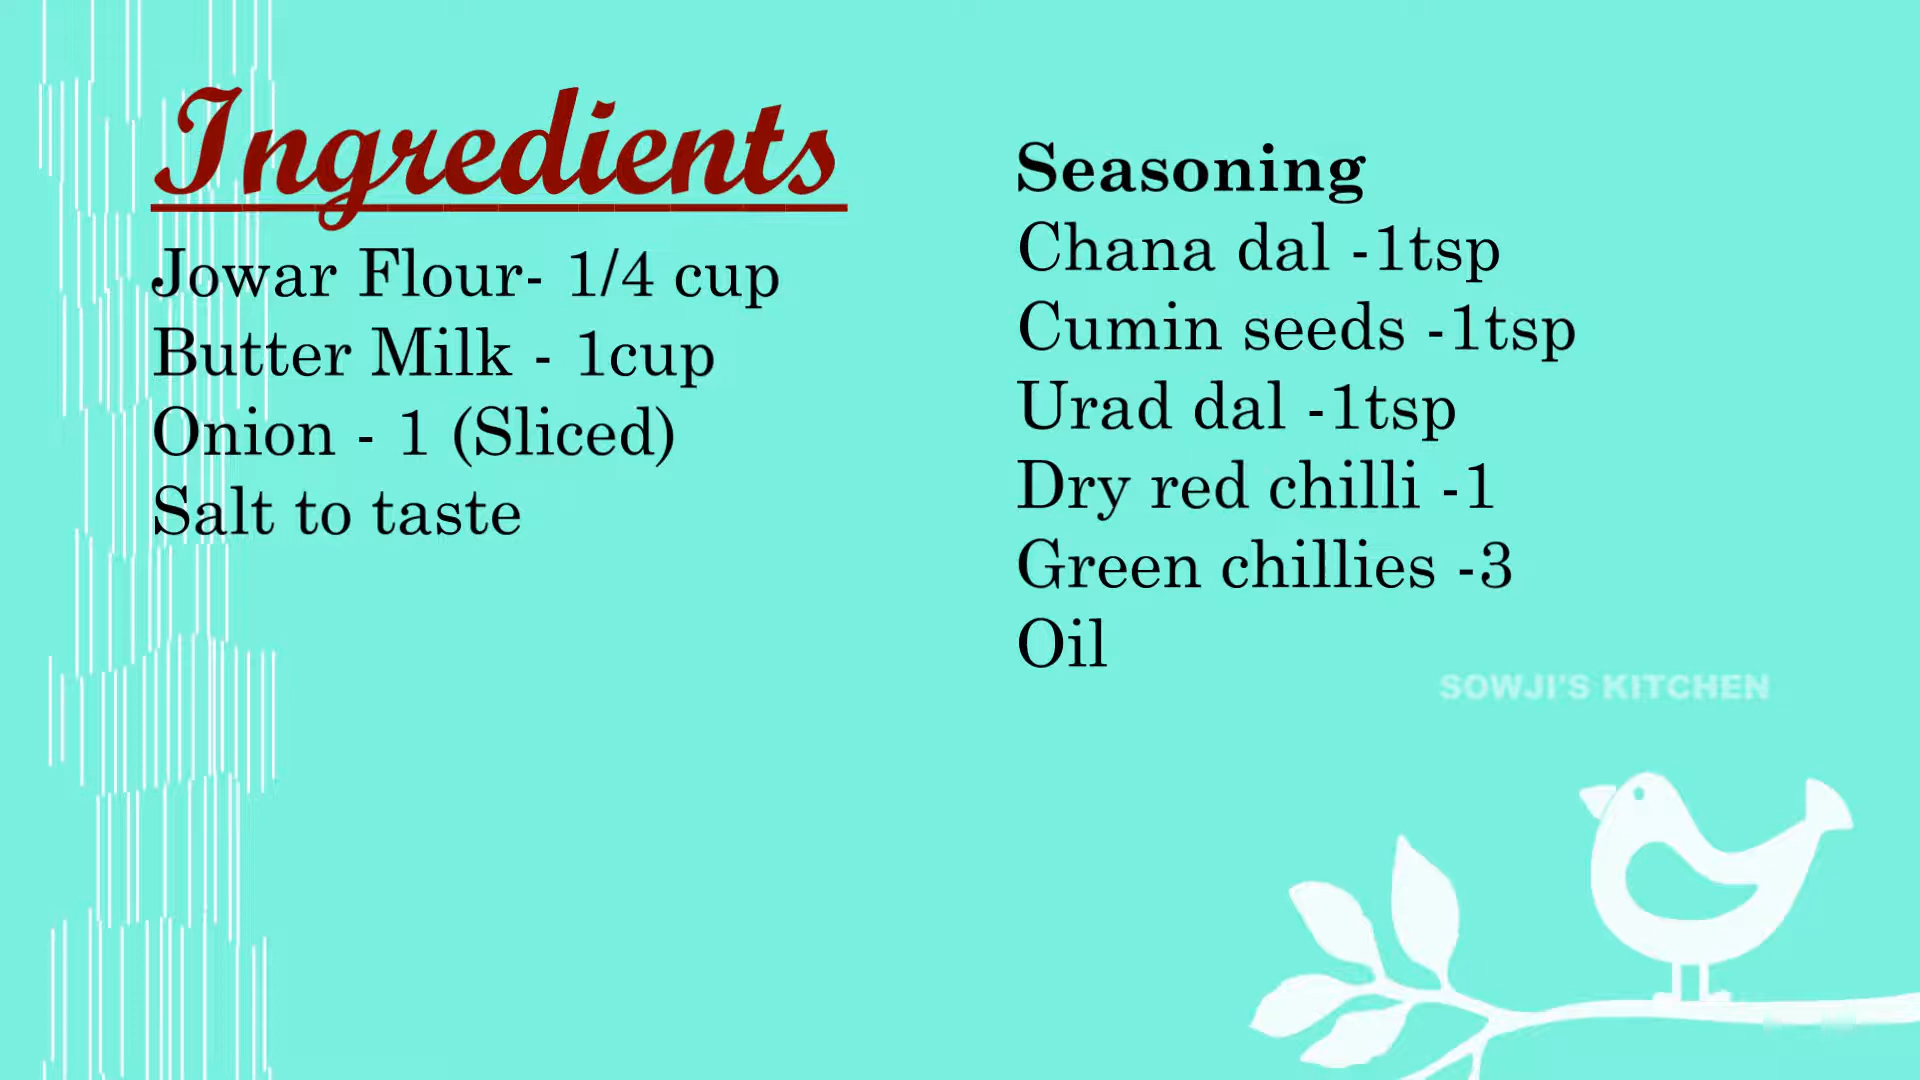 Ingredients
Jowar Flour- 1/4 cup
Butter Milk - 1cup
Onion - 1 (Sliced)
Salt to taste
Seasoning
Chana dal -1tsp
Cumin seeds -1tsp
Urad dal -1tsp
Dry red chilli -1
Green chillies -3
Oil
SOWJI'S KITCHEN